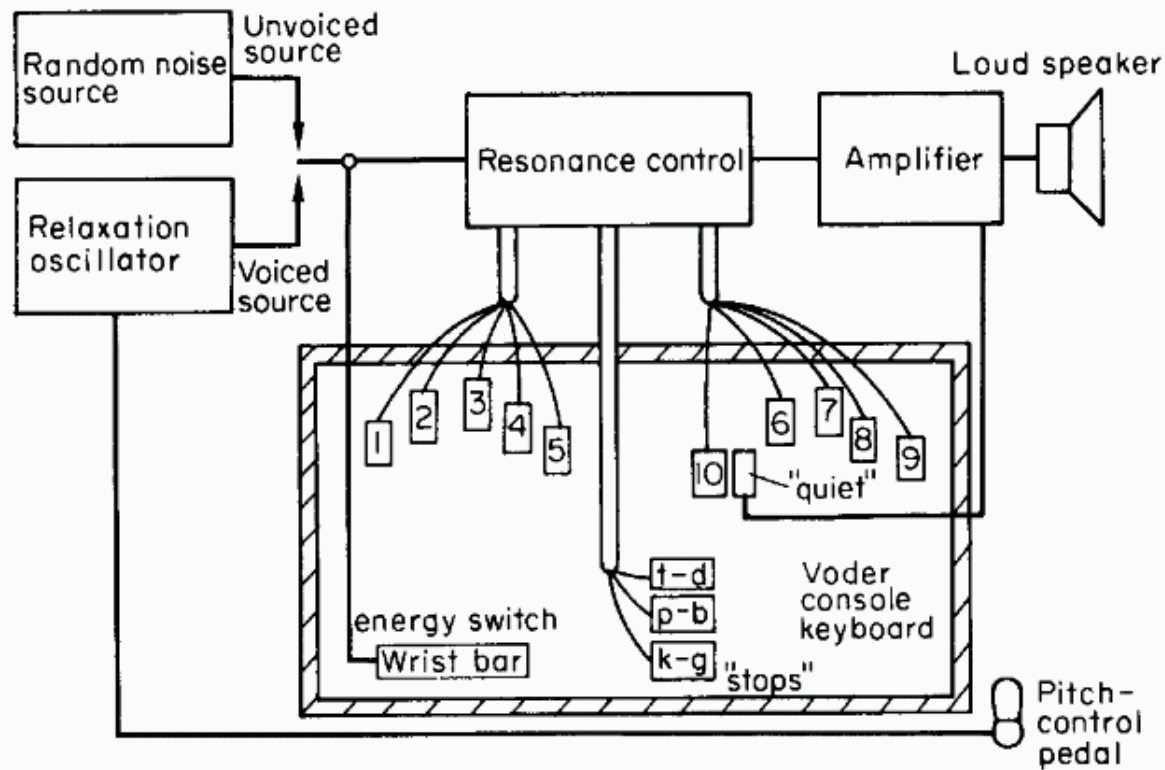 Unvoiced
source
Random noise
source
Loud speaker
Resonance control
Amplifier
Relaxation
oscillator
Voiced
source
1
2
3
4
5
6
7
8
9
10
"quiet"
t-d
p-b
k-g
"stops"
Voder
console
keyboard
energy switch
Wrist bar
Pitch-
control
pedal